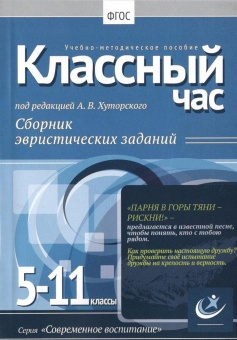 ФГОС
Учебно-методическое пособие
Классный
час
под редакцией А. В. Хуторского
Сборник
эвристических заданий
«ПАРНЯ В ГОРЫ ТЯНИ –
РИСКНИ!» –
предлагается в известной песне,
чтобы понять, кто с тобою
рядом.
Как проверить настоящую дружбу?
Придумайте своё испытание
дружбы на крепость и верность.
5-11 классы
Серия «Современное воспитание»